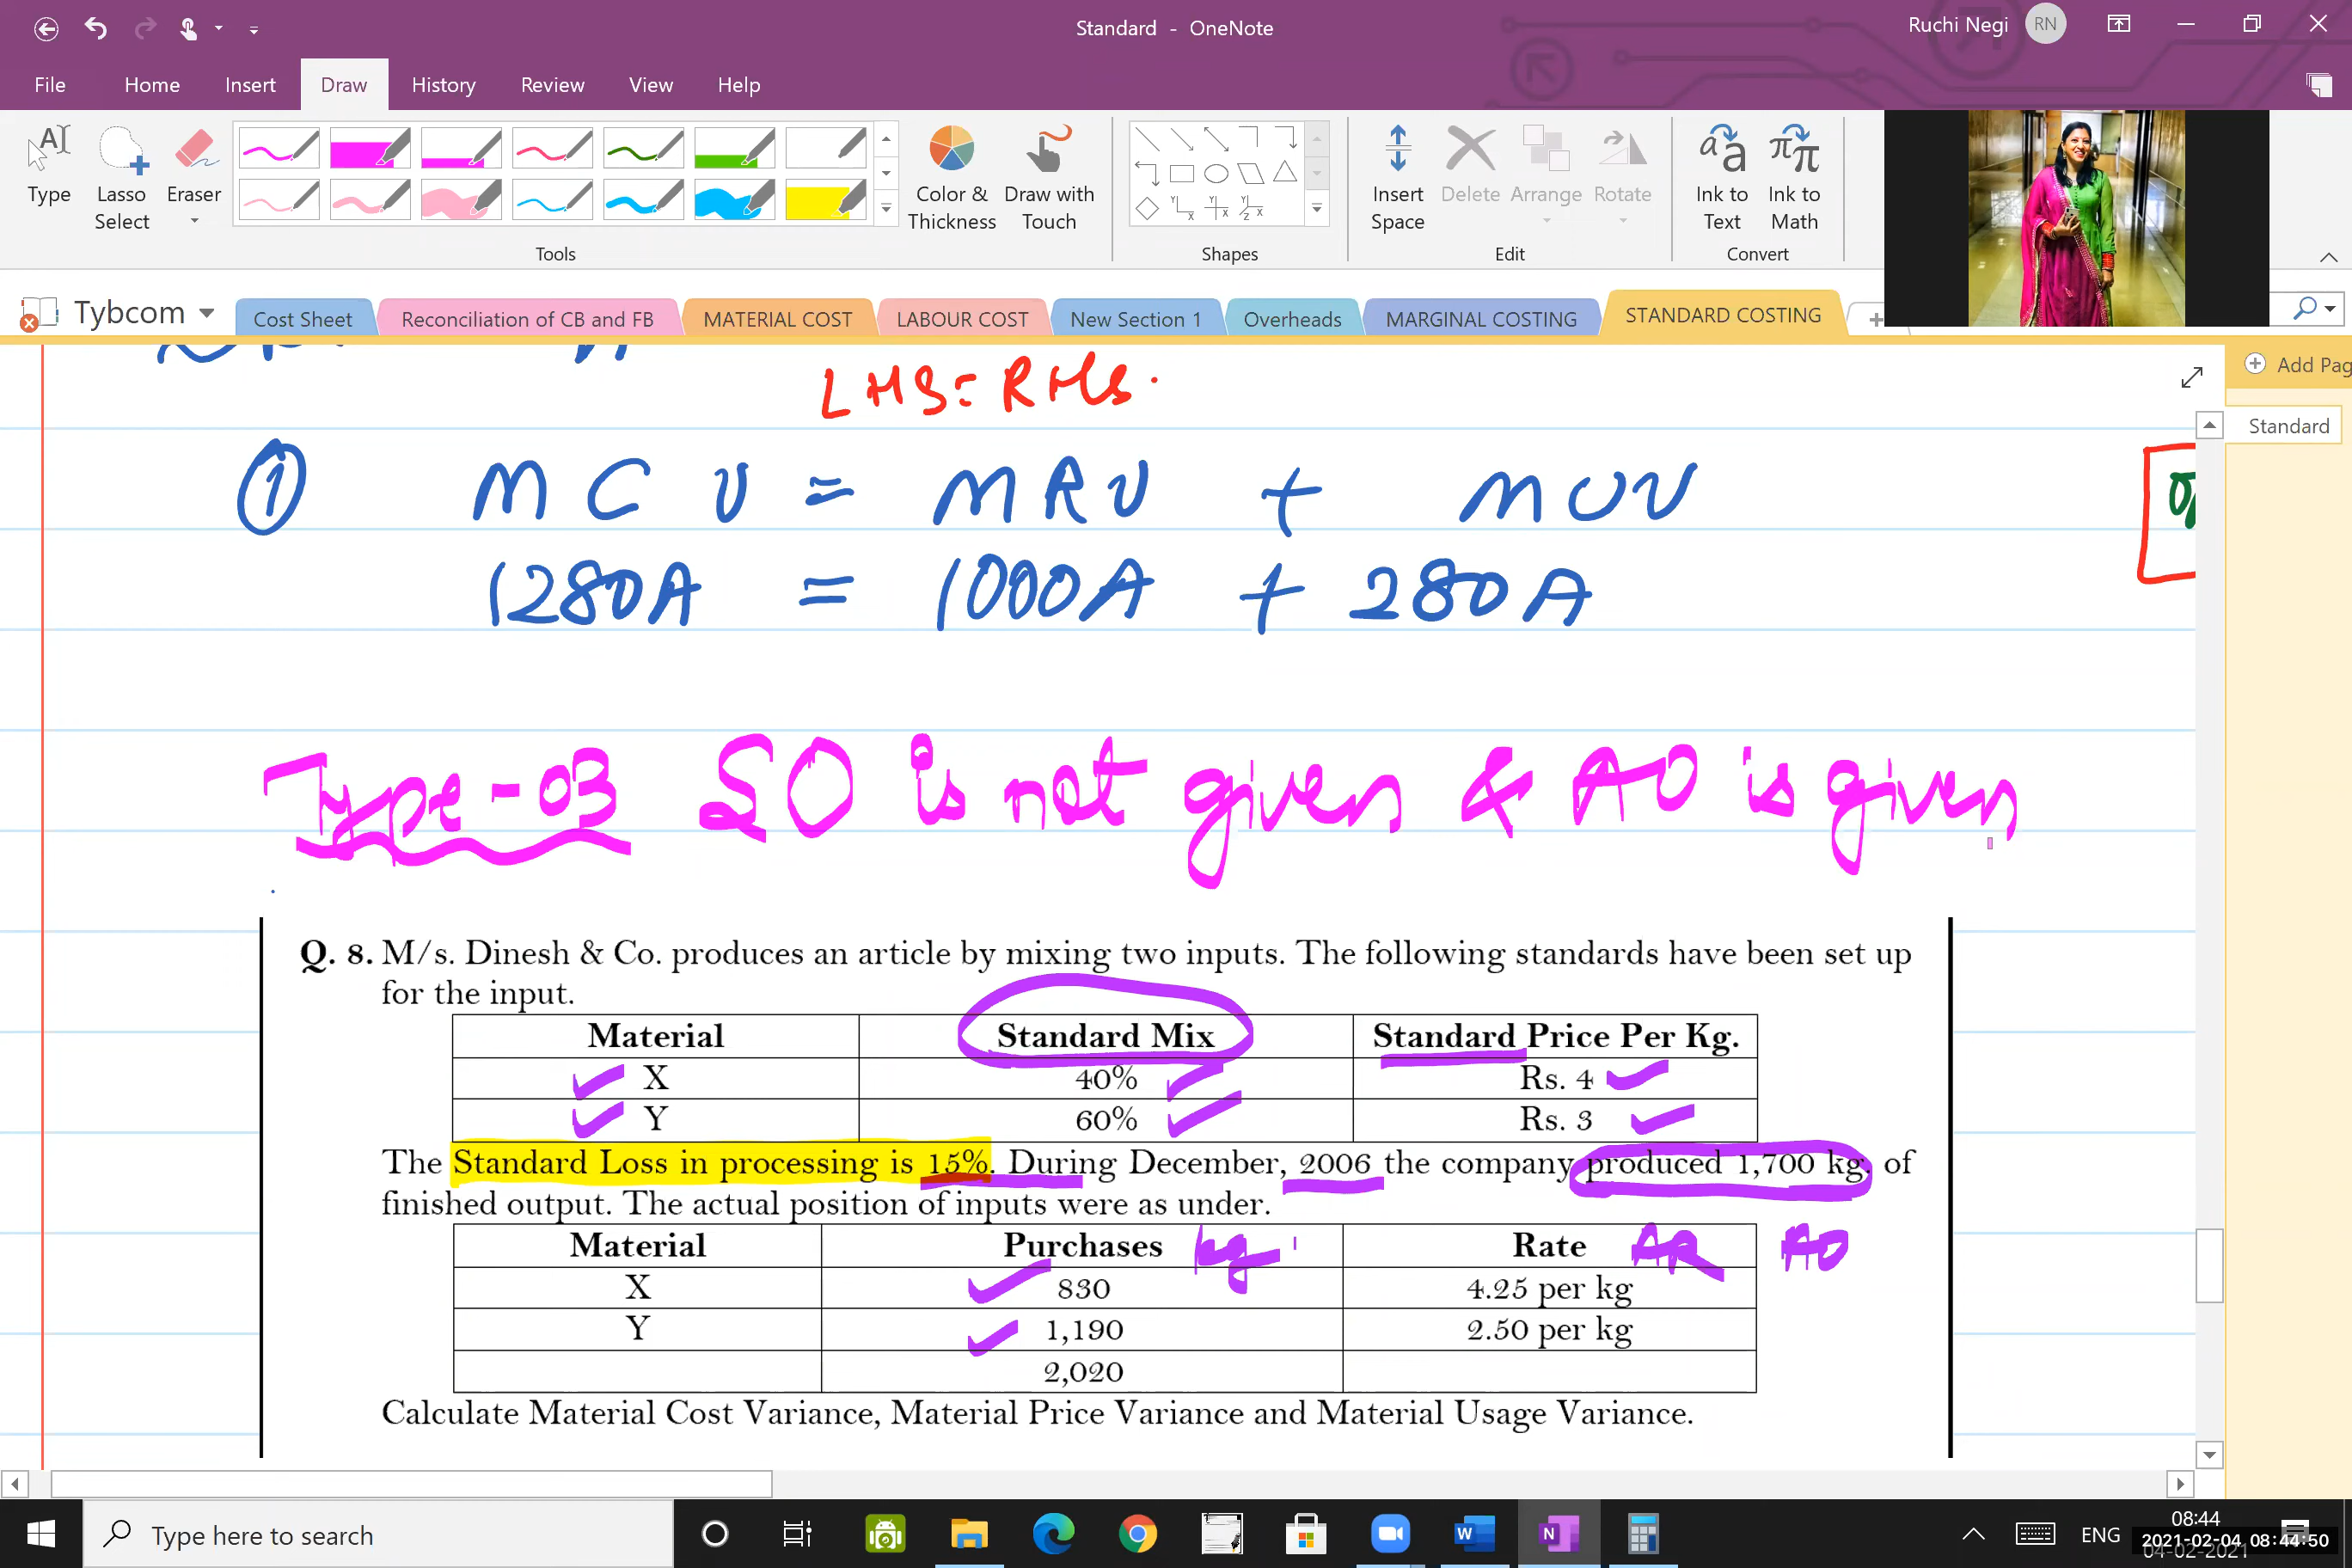 Standard - OneNote
Ruchi Negi RN
File Home Insert Draw History Review View Help
Type Lasso Select Eraser Color & Thickness Draw with Touch Insert Space Delete Arrange Rotate Ink to Text Ink to Math
Tools Shapes Edit Convert
Tybcom Cost Sheet Reconciliation of CB and FB MATERIAL COST LABOUR COST New Section 1 Overheads MARGINAL COSTING STANDARD COSTING
Add Pag
Standard
LHS = RHS.
① MCV = MRV + MUV
1280A = 1000A + 280A
Type-03 SO is not given & AO is given
Q. 8. M/s. Dinesh & Co. produces an article by mixing two inputs. The following standards have been set up
for the input.
Material Standard Mix Standard Price Per Kg.
X 40% Rs. 4
Y 60% Rs. 3
The Standard Loss in processing is 15%. During December, 2006 the company produced 1,700 kg. of
finished output. The actual position of inputs were as under.
Material Purchases kg Rate AR AO
X 830 4.25 per kg
Y 1,190 2.50 per kg
2,020
Calculate Material Cost Variance, Material Price Variance and Material Usage Variance.
Type here to search
ENG
08:44
2021-02-04 08:44:50
04-02-2021